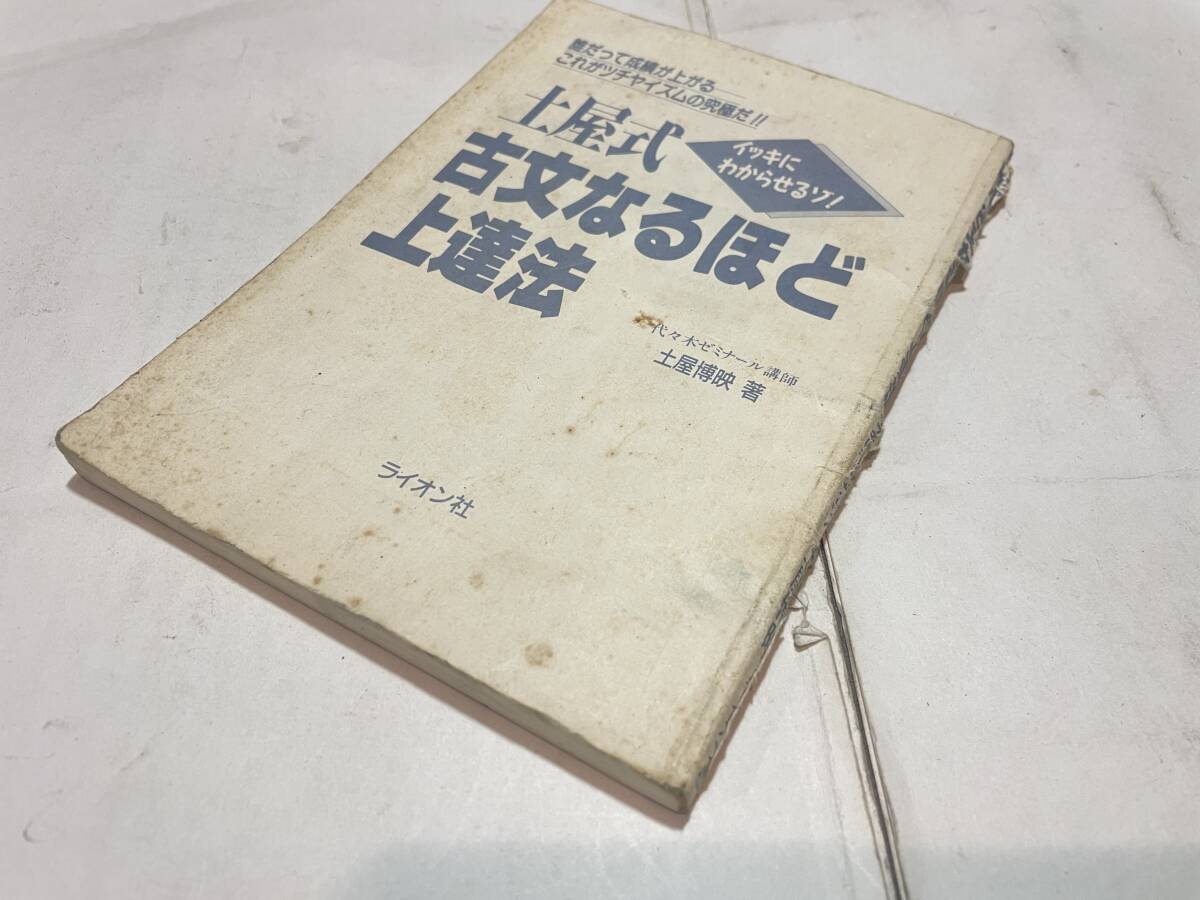 誰だって成績が上がる
これがツチヤイズムの究極だ!!
土屋式
イッキに
わからせるゾ!
古文なるほど
上達法
代々木ゼミナール講師
土屋博映 著
ライオン社